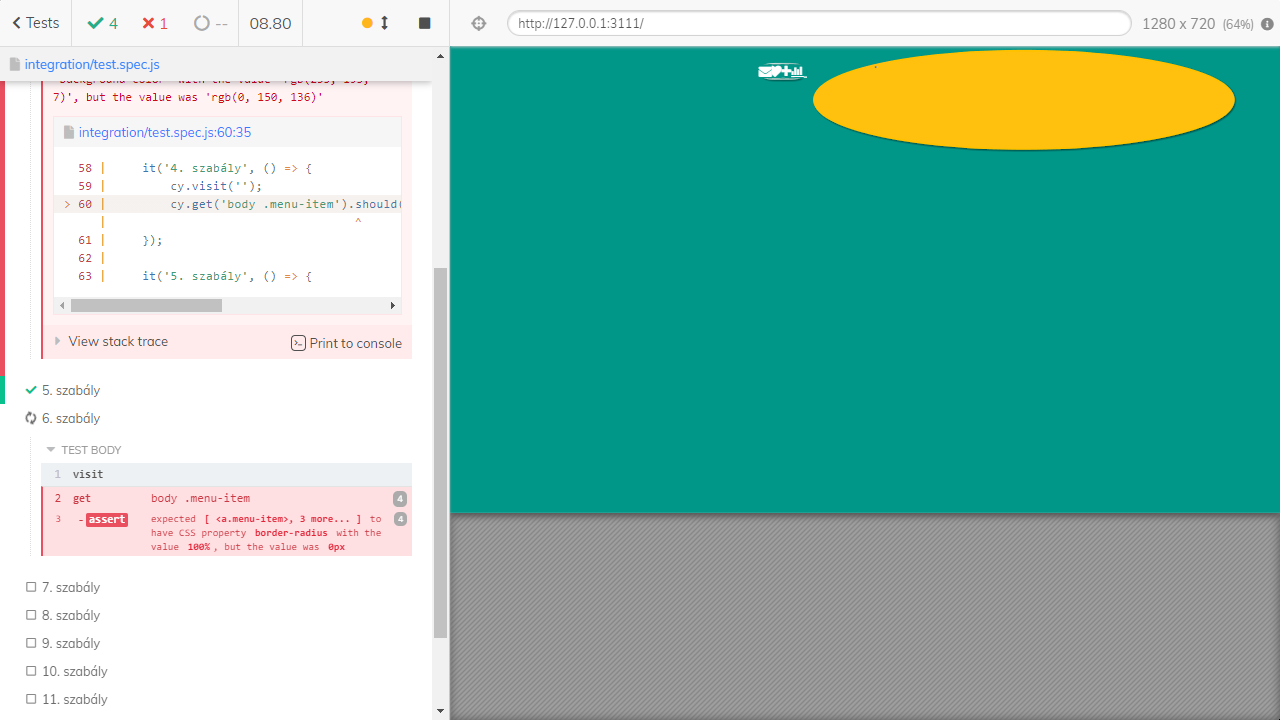 Tests
4
1
--
08.80
http://127.0.0.1:3111/
1280 x 720 (64%)
integration/test.spec.js
7)', but the value was 'rgb(0, 150, 136)'
integration/test.spec.js:60:35
58 |     it('4. szabály', () => {
59 |         cy.visit('');
> 60 |         cy.get('body .menu-item').should(
|                                   ^
61 |     });
62 |
63 |     it('5. szabály', () => {
View stack trace
Print to console
5. szabály
6. szabály
TEST BODY
1 visit
2 get body .menu-item 4
3 -assert expected [ <a.menu-item>, 3 more... ] to 4
have CSS property border-radius with the
value 100%, but the value was 0px
7. szabály
8. szabály
9. szabály
10. szabály
11. szabály